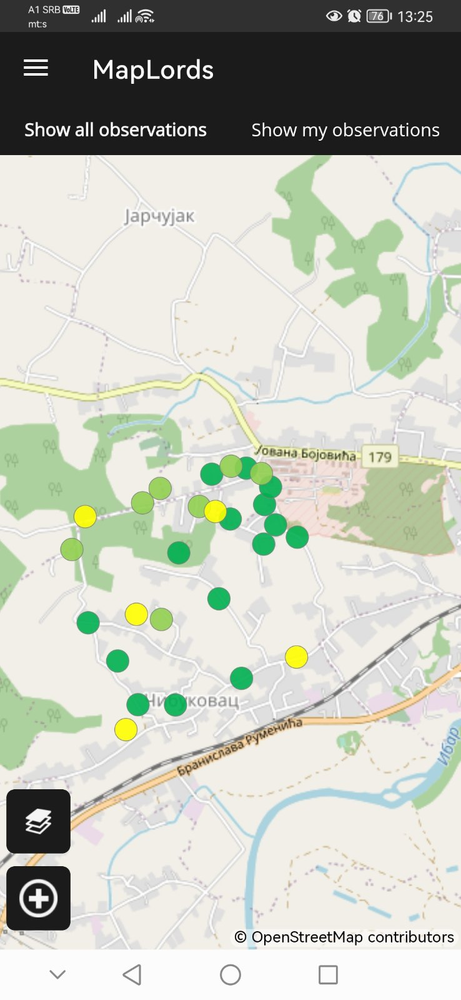 A1 SRB VoLTE
mt:s
76
13:25
MapLords
Show all observations
Show my observations
Јарчујак
Јована Бојовића
179
Чибуковац
Бранислава Руменића
Ибар
© OpenStreetMap contributors